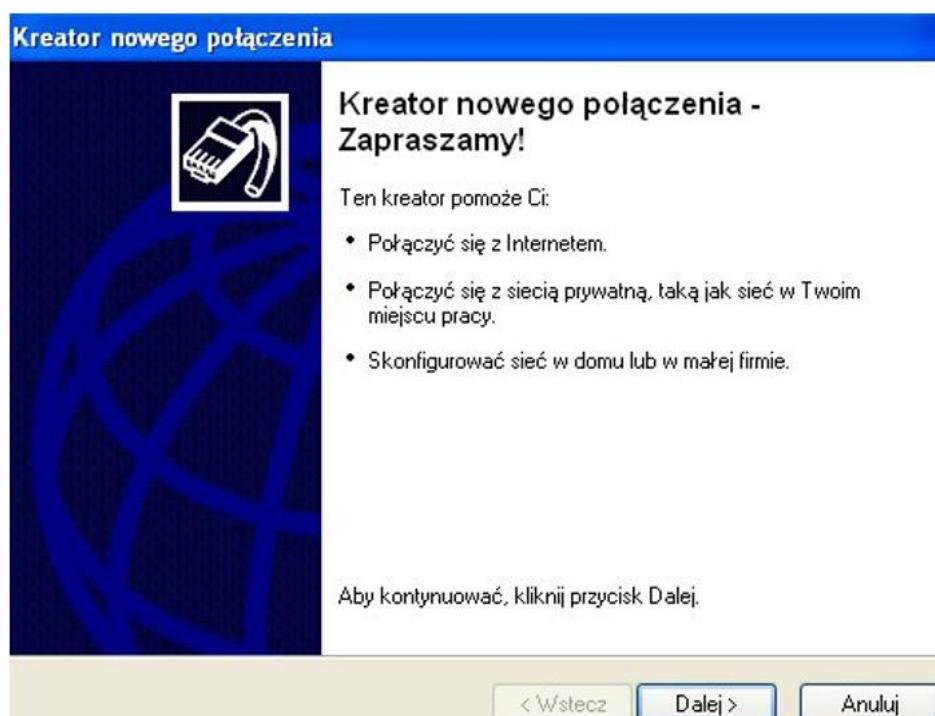 Kreator nowego połączenia
Kreator nowego połączenia -
Zapraszamy!
Ten kreator pomoże Ci:
• Połączyć się z Internetem.
• Połączyć się z siecią prywatną, taką jak sieć w Twoim
miejscu pracy.
• Skonfigurować sieć w domu lub w małej firmie.
Aby kontynuować, kliknij przycisk Dalej.
< Wstecz Dalej > Anuluj